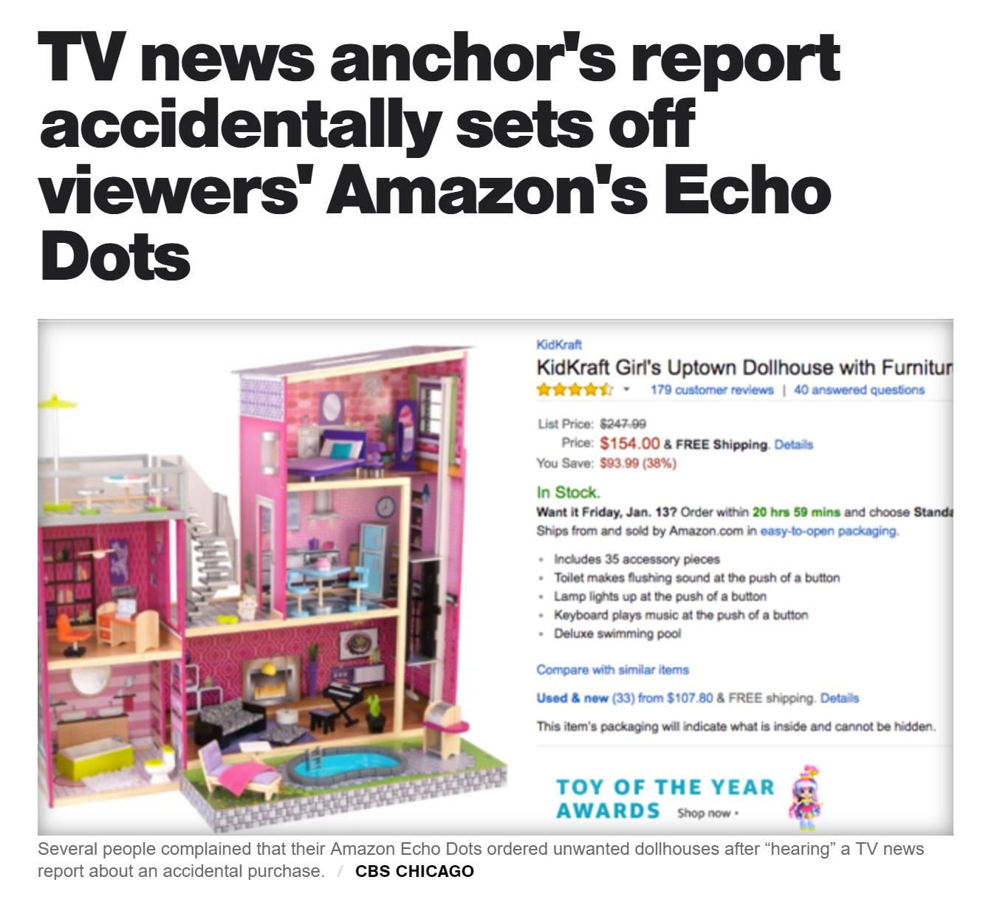 TV news anchor's report
accidentally sets off
viewers' Amazon's Echo
Dots
KidKraft
KidKraft Girl's Uptown Dollhouse with Furnitur
179 customer reviews | 40 answered questions
List Price: $247.99
Price: $154.00 & FREE Shipping. Details
You Save: $93.99 (38%)
In Stock.
Want it Friday, Jan. 13? Order within 20 hrs 59 mins and choose Standa
Ships from and sold by Amazon.com in easy-to-open packaging.
• Includes 35 accessory pieces
• Toilet makes flushing sound at the push of a button
• Lamp lights up at the push of a button
• Keyboard plays music at the push of a button
• Deluxe swimming pool
Compare with similar items
Used & new (33) from $107.80 & FREE shipping. Details
This item's packaging will indicate what is inside and cannot be hidden.
TOY OF THE YEAR
AWARDS Shop now ›
Several people complained that their Amazon Echo Dots ordered unwanted dollhouses after “hearing” a TV news
report about an accidental purchase. / CBS CHICAGO